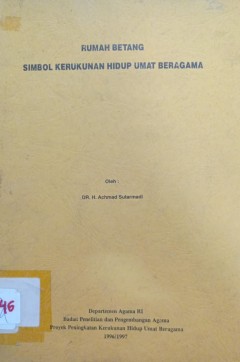 RUMAH BETANG
SIMBOL KERUKUNAN HIDUP UMAT BERAGAMA
Oleh :
DR. H. Achmad Sutarmadi
Departemen Agama RI
Badan Penelitian dan Pengembangan Agama
Proyek Peningkatan Kerukunan Hidup Umat Beragama
1996/1997
46